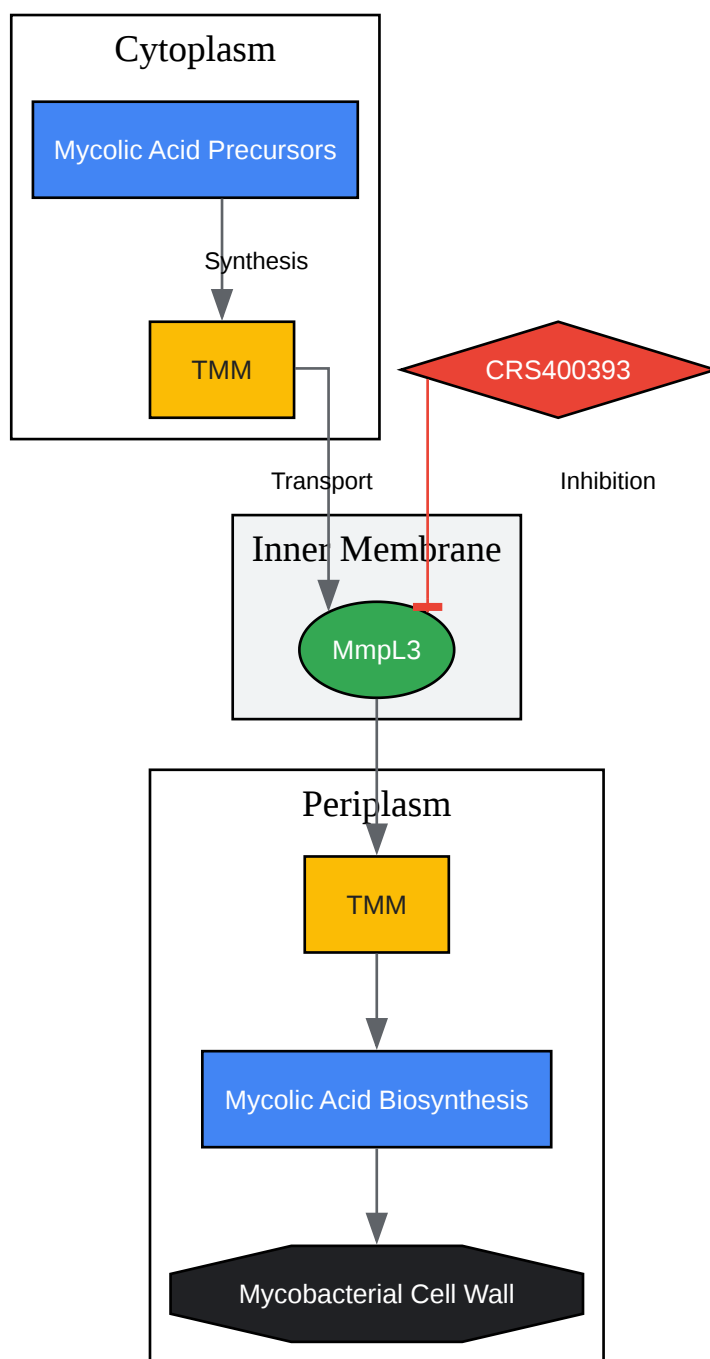 Cytoplasm
Mycolic Acid Precursors
Synthesis
TMM
CRS400393
Transport
Inhibition
Inner Membrane
MmpL3
Periplasm
TMM
Mycolic Acid Biosynthesis
Mycobacterial Cell Wall